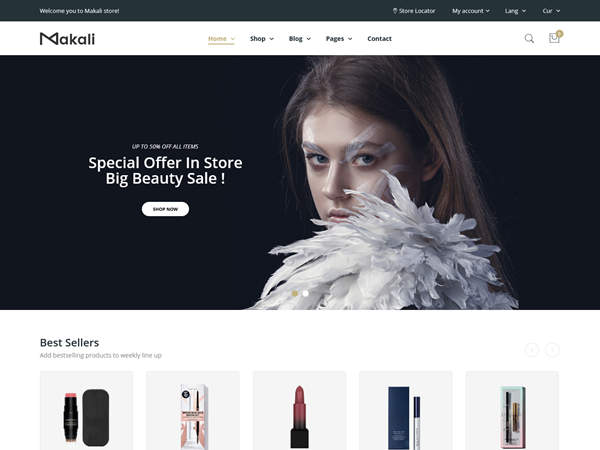 Welcome you to Makali store!
Store Locator
My account
Lang
Cur
Makali
Home
Shop
Blog
Pages
Contact
0
UP TO 50% OFF ALL ITEMS
Special Offer In Store
Big Beauty Sale !
SHOP NOW
Best Sellers
Add bestselling products to weekly line up